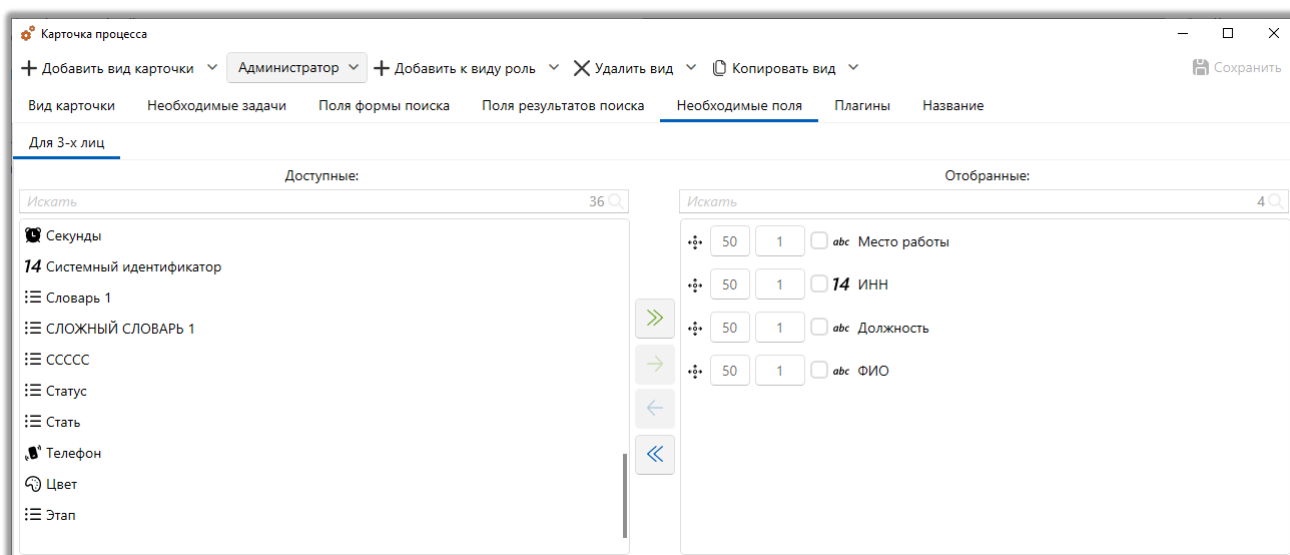 Карточка процесса
Добавить вид карточки Администратор Добавить к виду роль Удалить вид Копировать вид Сохранить
Вид карточки Необходимые задачи Поля формы поиска Поля результатов поиска Необходимые поля Плагины Название
Для 3-х лиц
Доступные: Отобранные:
Искать 36 Искать 4
Секунды
14 Системный идентификатор
Словарь 1
СЛОЖНЫЙ СЛОВАРЬ 1
ССССС
Статус
Стать
Телефон
Цвет
Этап
50 1 abc Место работы
50 1 14 ИНН
50 1 abc Должность
50 1 abc ФИО